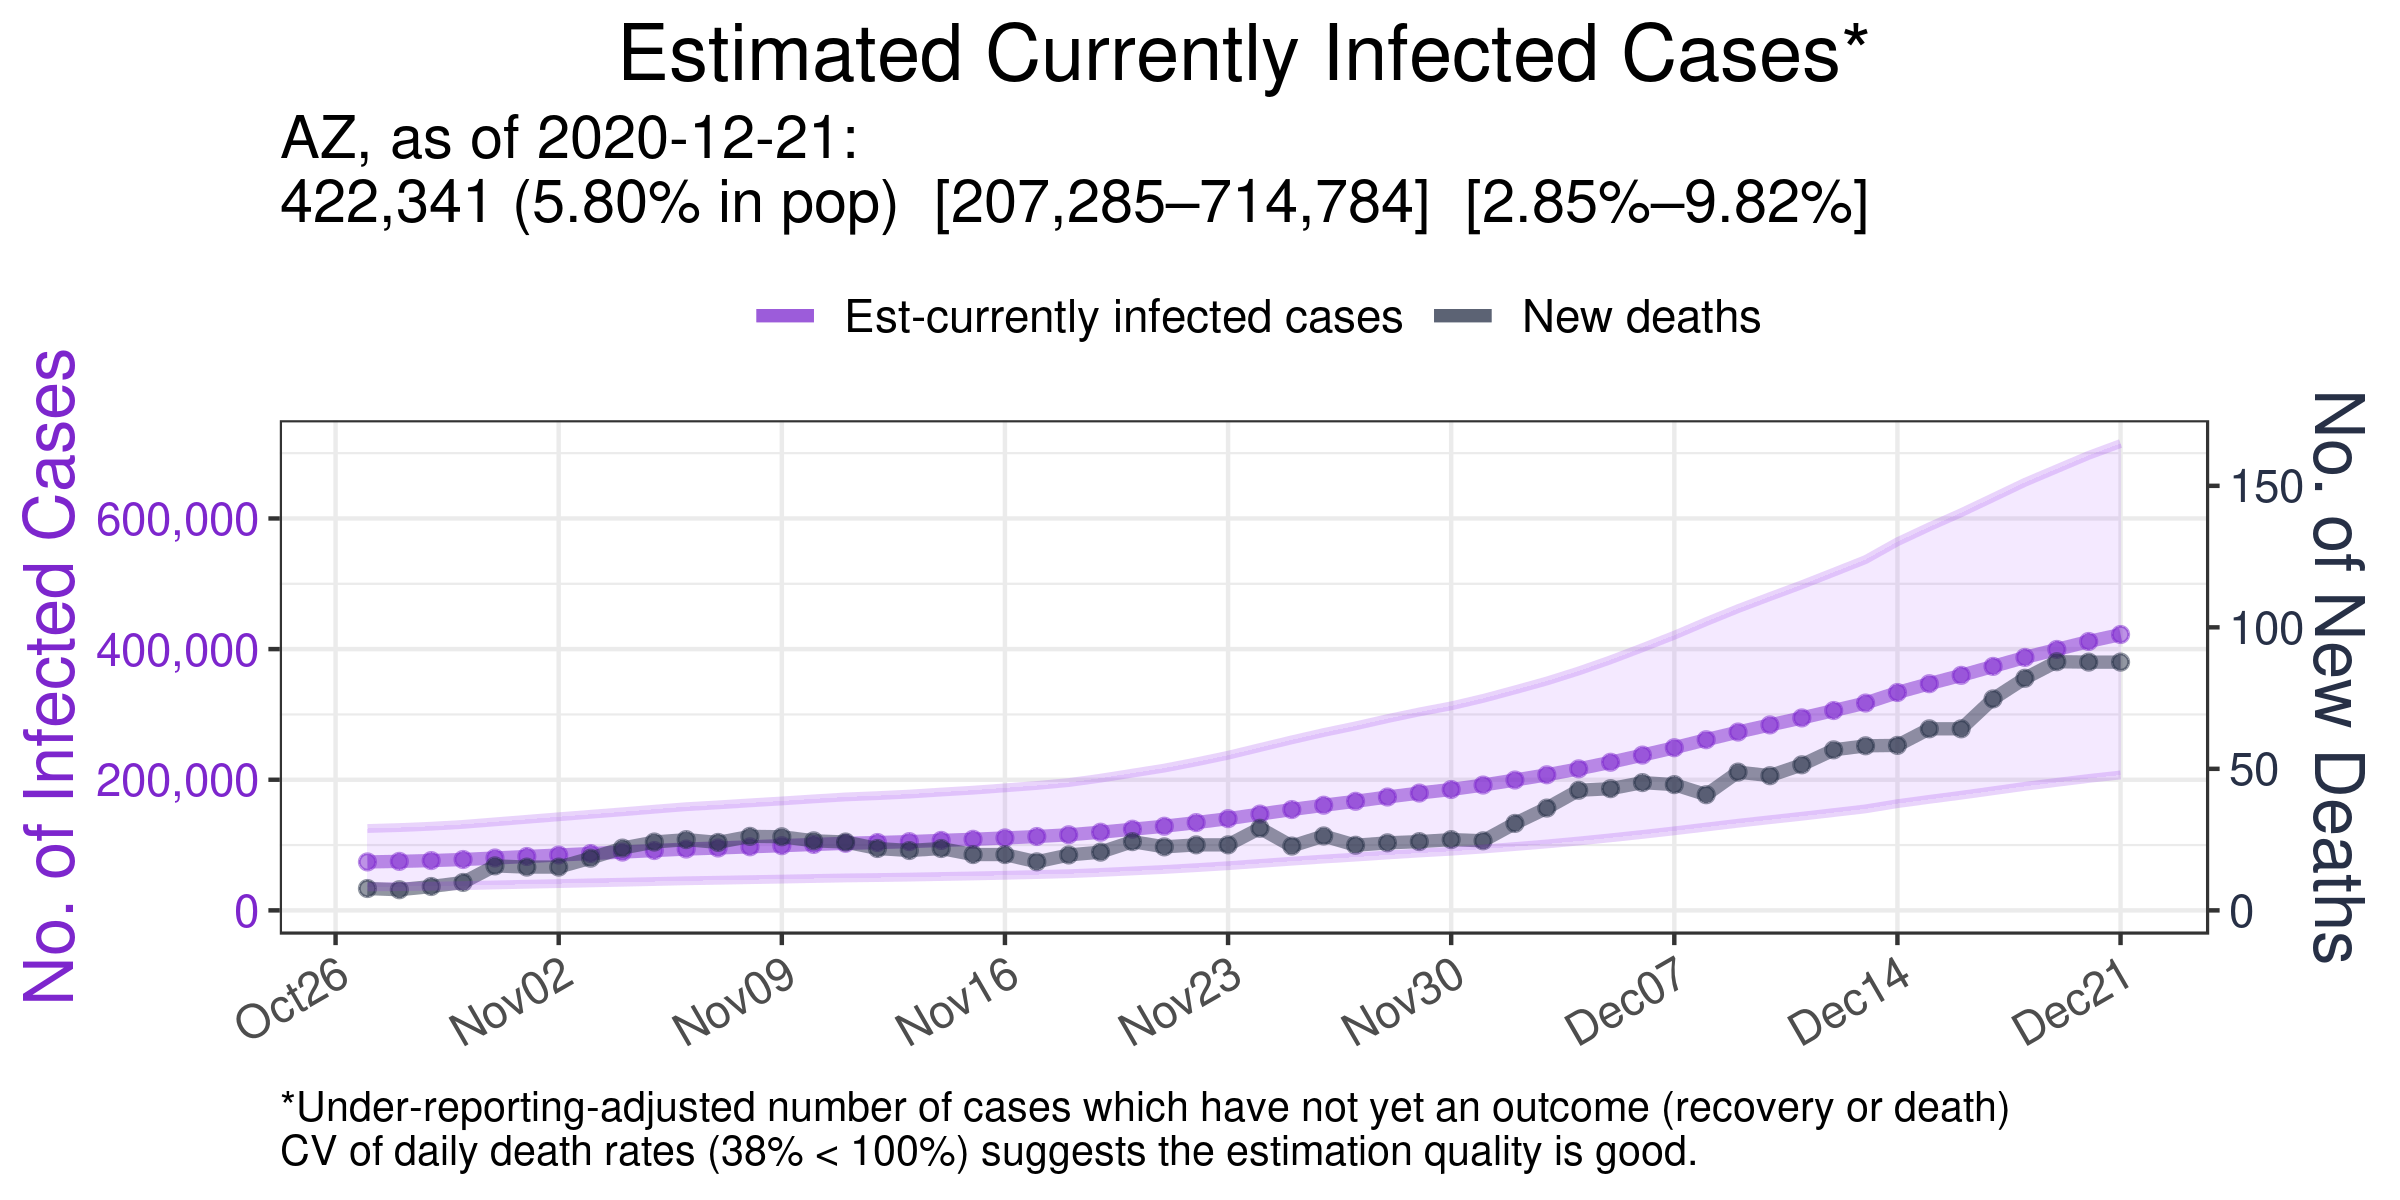 Estimated Currently Infected Cases*
AZ, as of 2020-12-21:
422,341 (5.80% in pop) [207,285–714,784] [2.85%–9.82%]
Est-currently infected cases New deaths
No. of Infected Cases
600,000
400,000
200,000
0
No. of New Deaths
150
100
50
0
Oct26 Nov02 Nov09 Nov16 Nov23 Nov30 Dec07 Dec14 Dec21
*Under-reporting-adjusted number of cases which have not yet an outcome (recovery or death)
CV of daily death rates (38% < 100%) suggests the estimation quality is good.